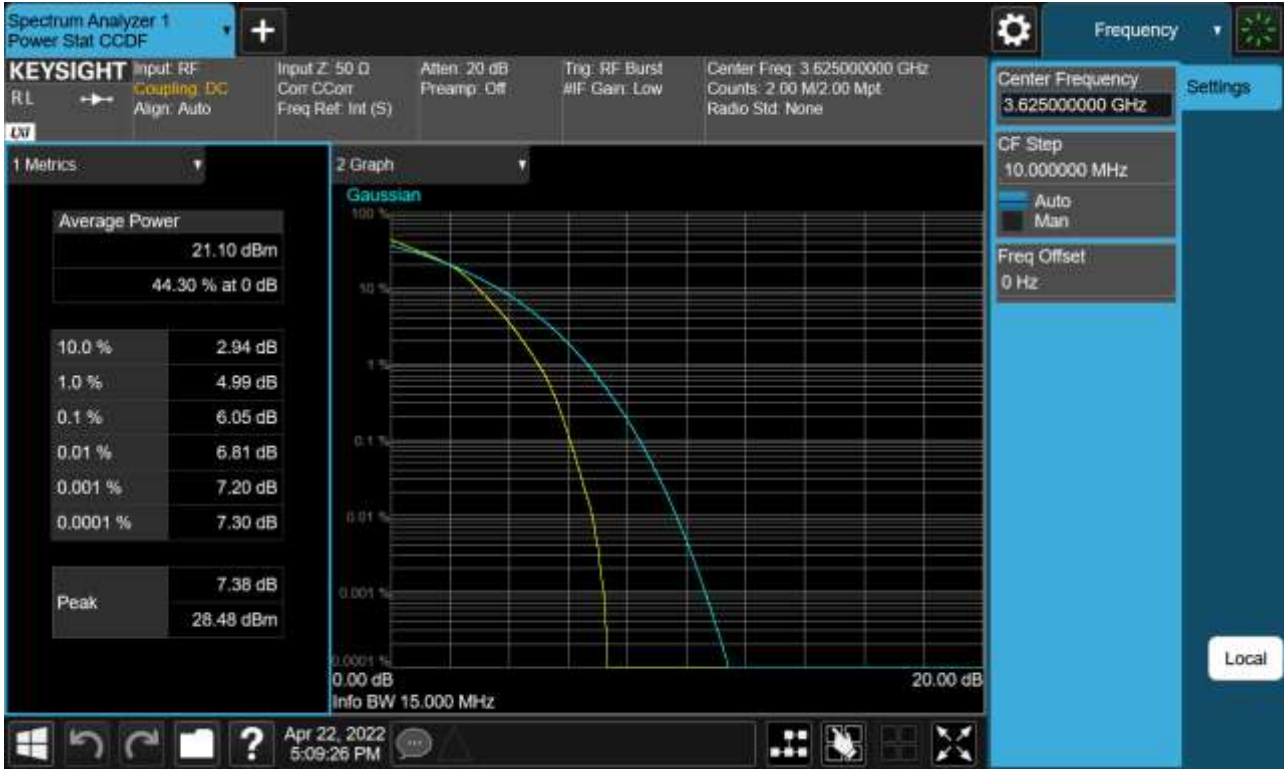 Spectrum Analyzer 1
Power Stat CCDF
+
Frequency
KEYSIGHT
RL
LXI
Input: RF
Coupling: DC
Align: Auto
Input Z: 50 Ω
Corr CCorr
Freq Ref: Int (S)
Atten: 20 dB
Preamp: Off
Trig: RF Burst
#IF Gain: Low
Center Freq: 3.625000000 GHz
Counts: 2.00 M/2.00 Mpt
Radio Std: None
Center Frequency
3.625000000 GHz
Settings
CF Step
10.000000 MHz
Auto
Man
Freq Offset
0 Hz
1 Metrics
Average Power
21.10 dBm
44.30 % at 0 dB
10.0 % 2.94 dB
1.0 % 4.99 dB
0.1 % 6.05 dB
0.01 % 6.81 dB
0.001 % 7.20 dB
0.0001 % 7.30 dB
Peak
7.38 dB
28.48 dBm
2 Graph
Gaussian
100 %
10 %
1 %
0.1 %
0.01 %
0.001 %
0.0001 %
0.00 dB 20.00 dB
Info BW 15.000 MHz
Local
?
Apr 22, 2022
5:09:26 PM